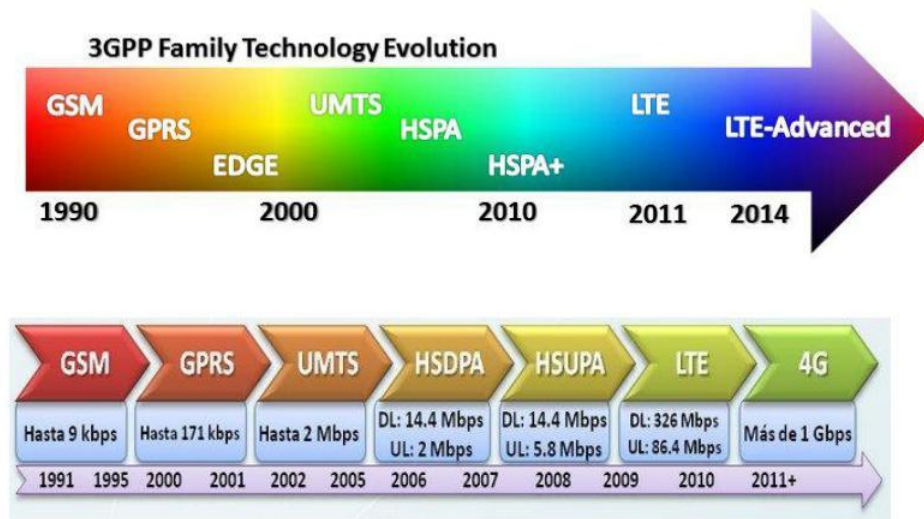 3GPP Family Technology Evolution
GSM
GPRS
EDGE
UMTS
HSPA
HSPA+
LTE
LTE-Advanced
1990 2000 2010 2011 2014
GSM GPRS UMTS HSDPA HSUPA LTE 4G
Hasta 9 kbps
Hasta 171 kbps
Hasta 2 Mbps
DL: 14.4 Mbps
UL: 2 Mbps
DL: 14.4 Mbps
UL: 5.8 Mbps
DL: 326 Mbps
UL: 86.4 Mbps
Más de 1 Gbps
1991 1995 2000 2001 2002 2005 2006 2007 2008 2009 2010 2011+